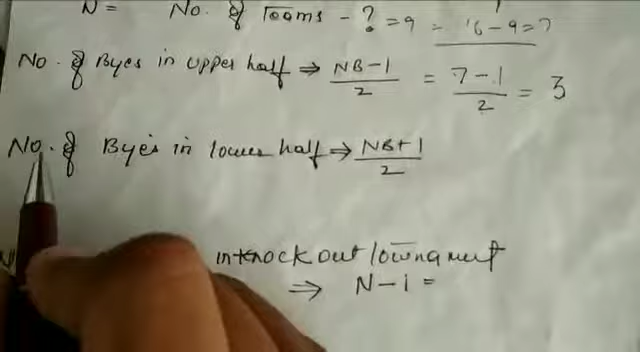 N = No. of Teams - ? = 9 = 16-9=7
No. of Byes in upper half ⇒ NB-1/2 = 7-1/2 = 3
No. of Byes in lower half → NB+1/2
in knock out tournament
⇒ N-1 =